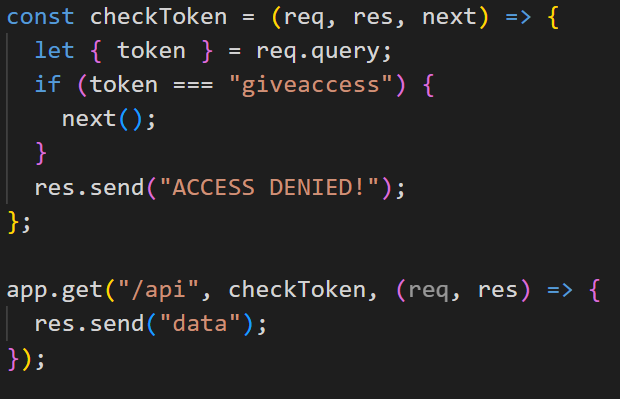 const checkToken = (req, res, next) => {
  let { token } = req.query;
  if (token === "giveaccess") {
    next();
  }
  res.send("ACCESS DENIED!");
};

app.get("/api", checkToken, (req, res) => {
  res.send("data");
});